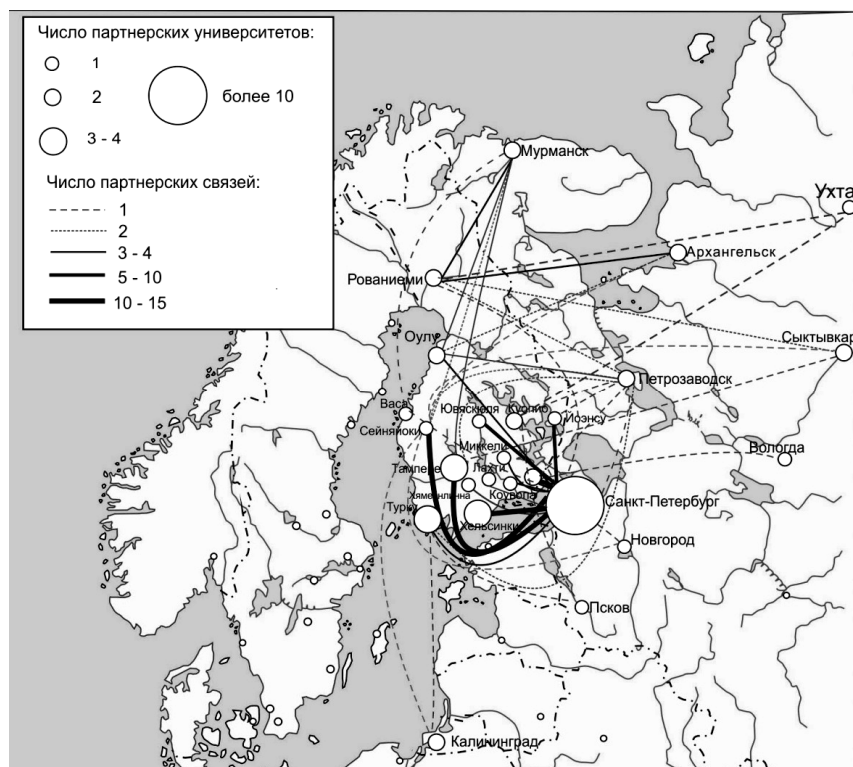 Число партнерских университетов:
1
2
более 10
3 - 4
Число партнерских связей:
1
2
3 - 4
5 - 10
10 - 15
Мурманск
Ухта
Архангельск
Рованиеми
Оулу
Сыктывкар
Петрозаводск
Васа
Ювяскюля
Куопио
Йоэнсу
Сейняйоки
Миккели
Вологда
Тампере
Лахти
Коувола
Хямеенлинна
Санкт-Петербург
Турку
Хельсинки
Новгород
Псков
Калининград